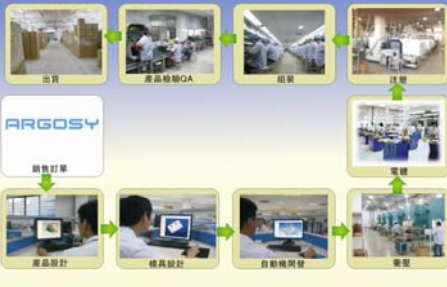 出貨
產品檢驗QA
組裝
注塑
ARGOSY
銷售訂單
電鍍
產品設計
模具設計
自動機開發
衝壓